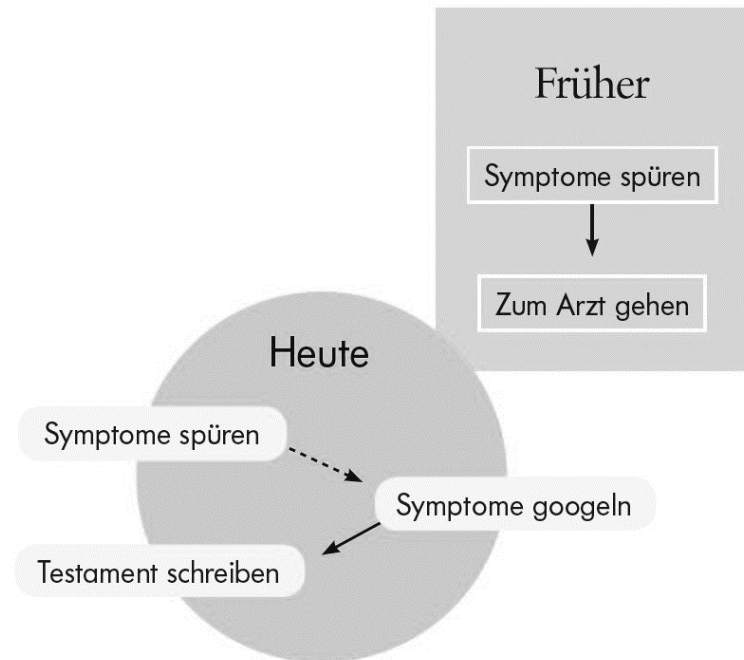 Früher
Symptome spüren
Zum Arzt gehen
Heute
Symptome spüren
Symptome googeln
Testament schreiben